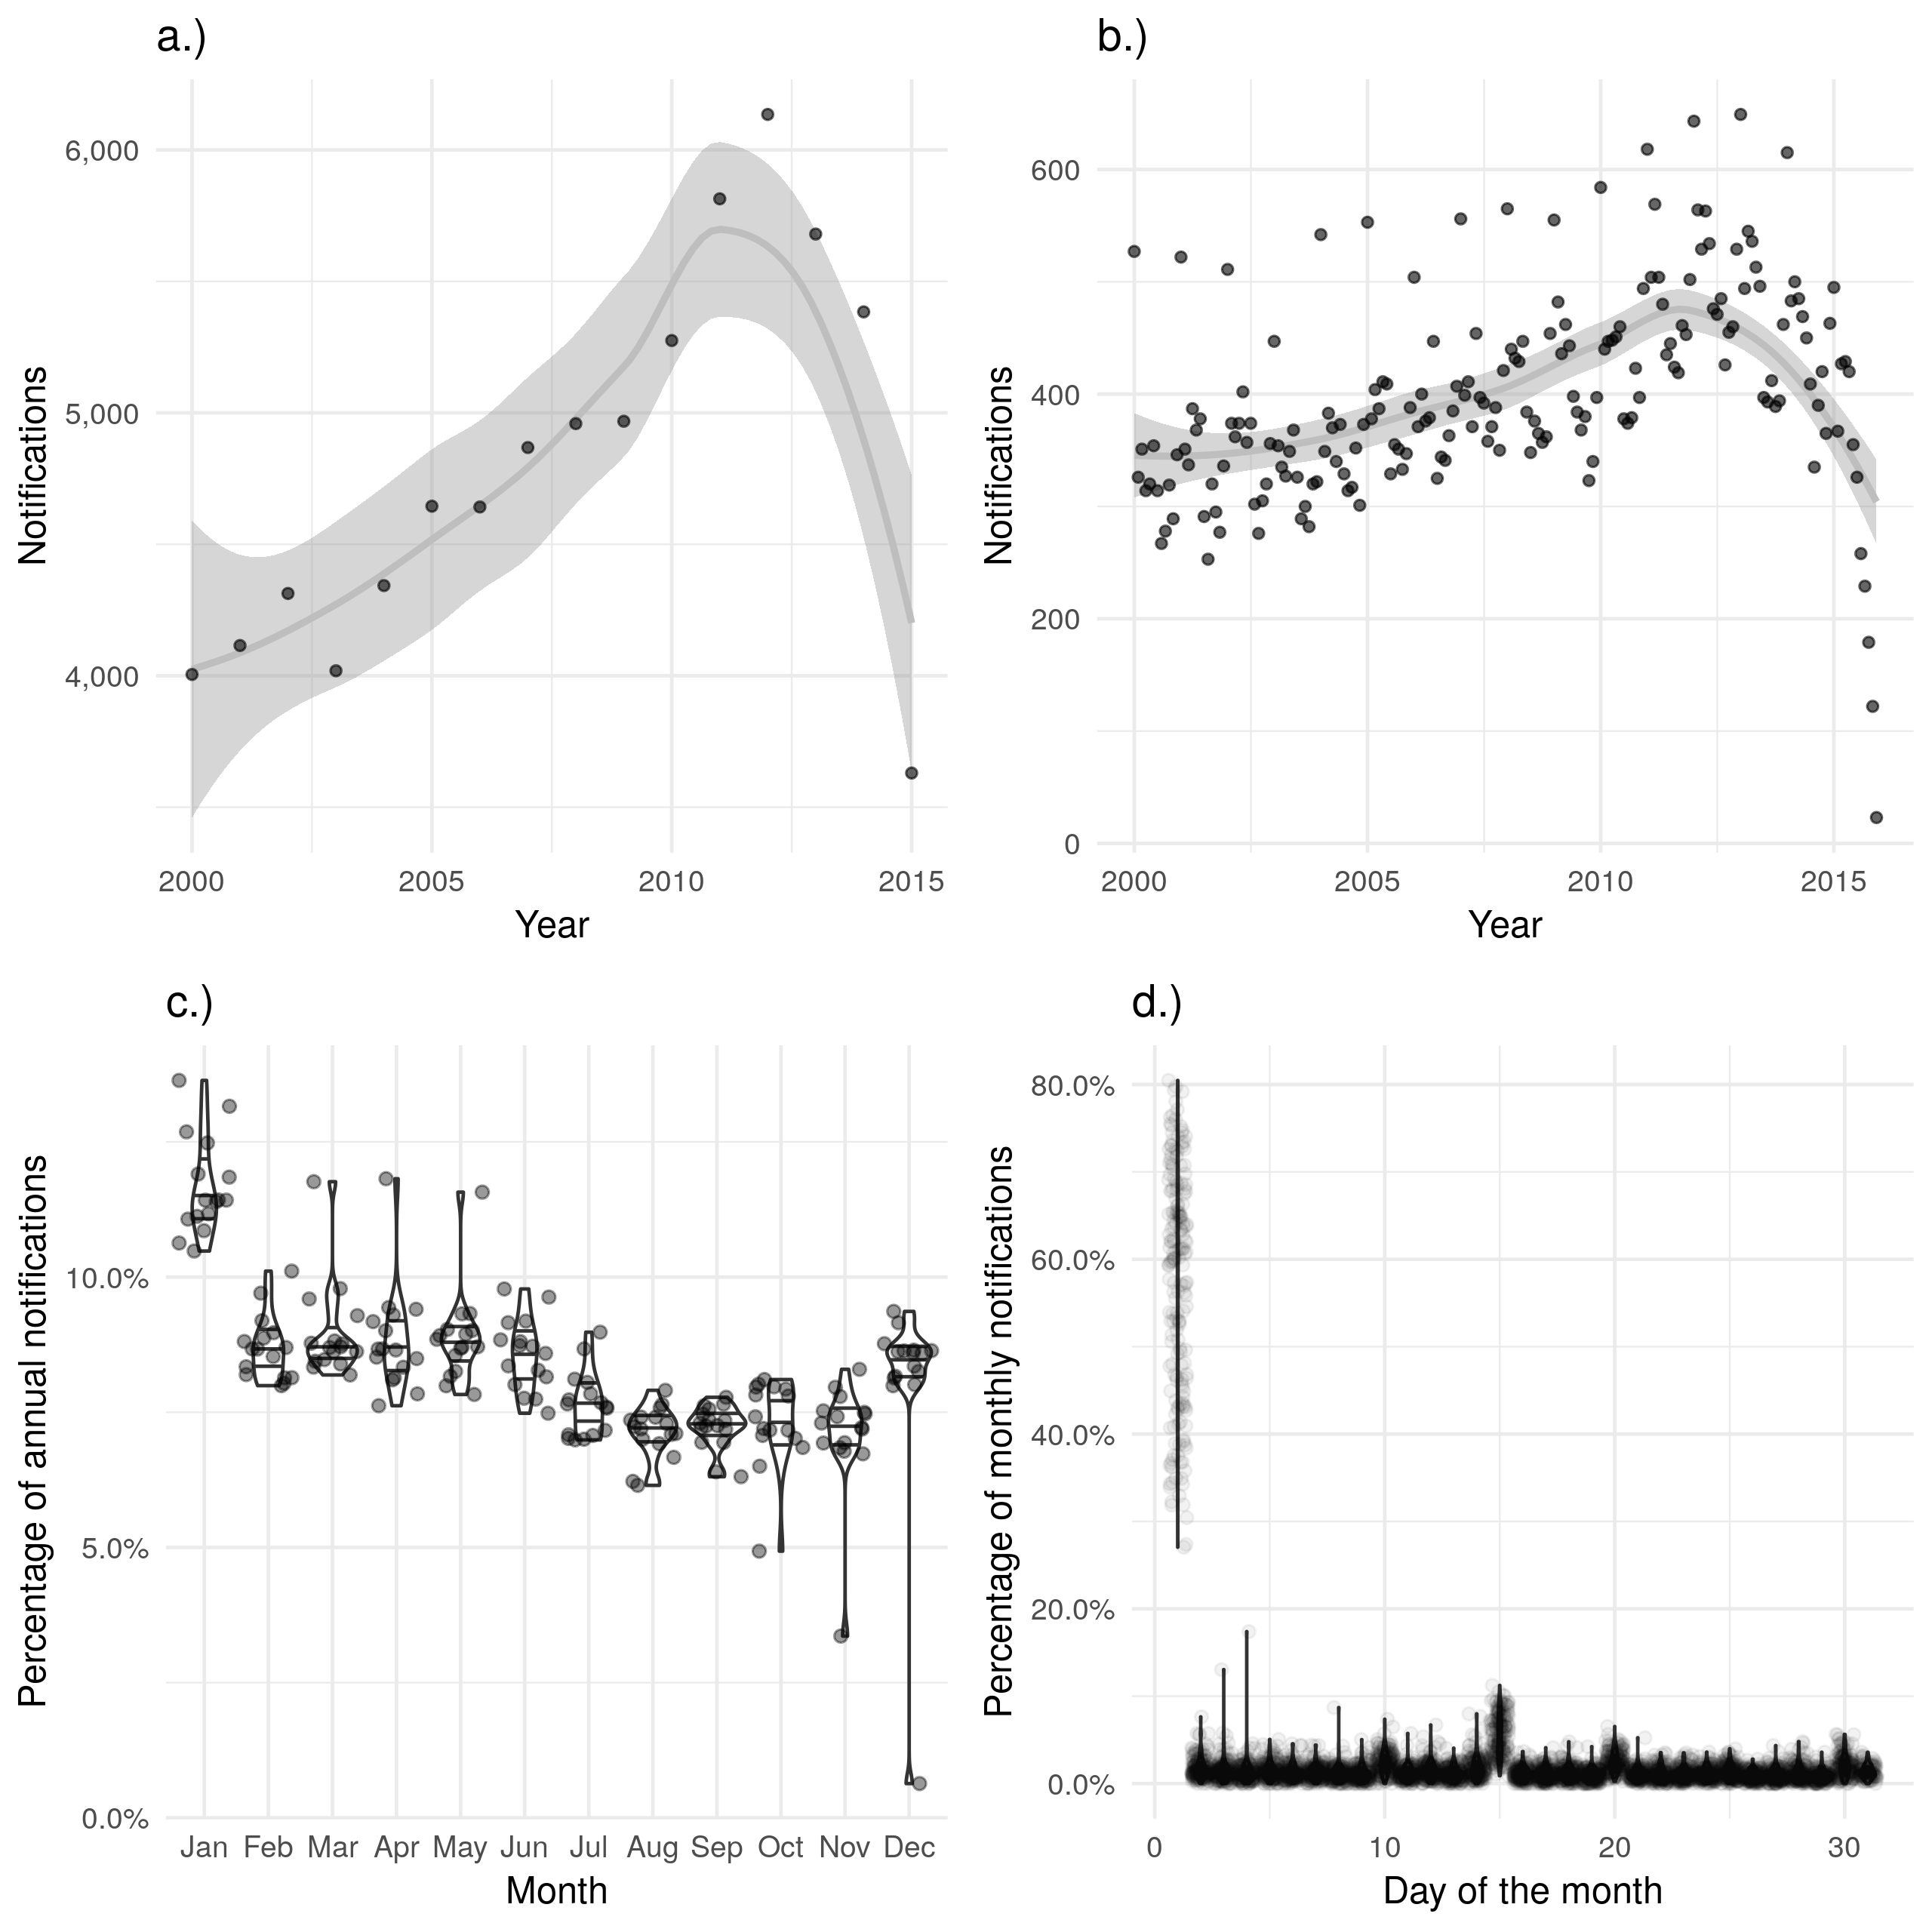 a.)
Notifications
6,000
5,000
4,000
2000 2005 2010 2015
Year
b.)
Notifications
600
400
200
0
2000 2005 2010 2015
Year
c.)
Percentage of annual notifications
10.0%
5.0%
0.0%
Jan Feb Mar Apr May Jun Jul Aug Sep Oct Nov Dec
Month
d.)
Percentage of monthly notifications
80.0%
60.0%
40.0%
20.0%
0.0%
0 10 20 30
Day of the month